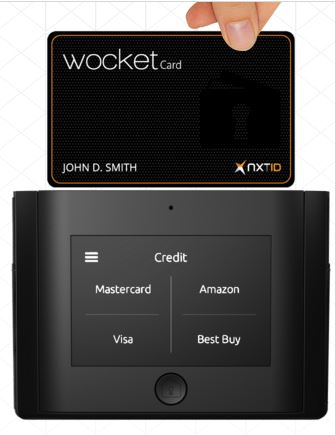 wocket Card
JOHN D. SMITH
nxtid
Credit
Mastercard
Amazon
Visa
Best Buy